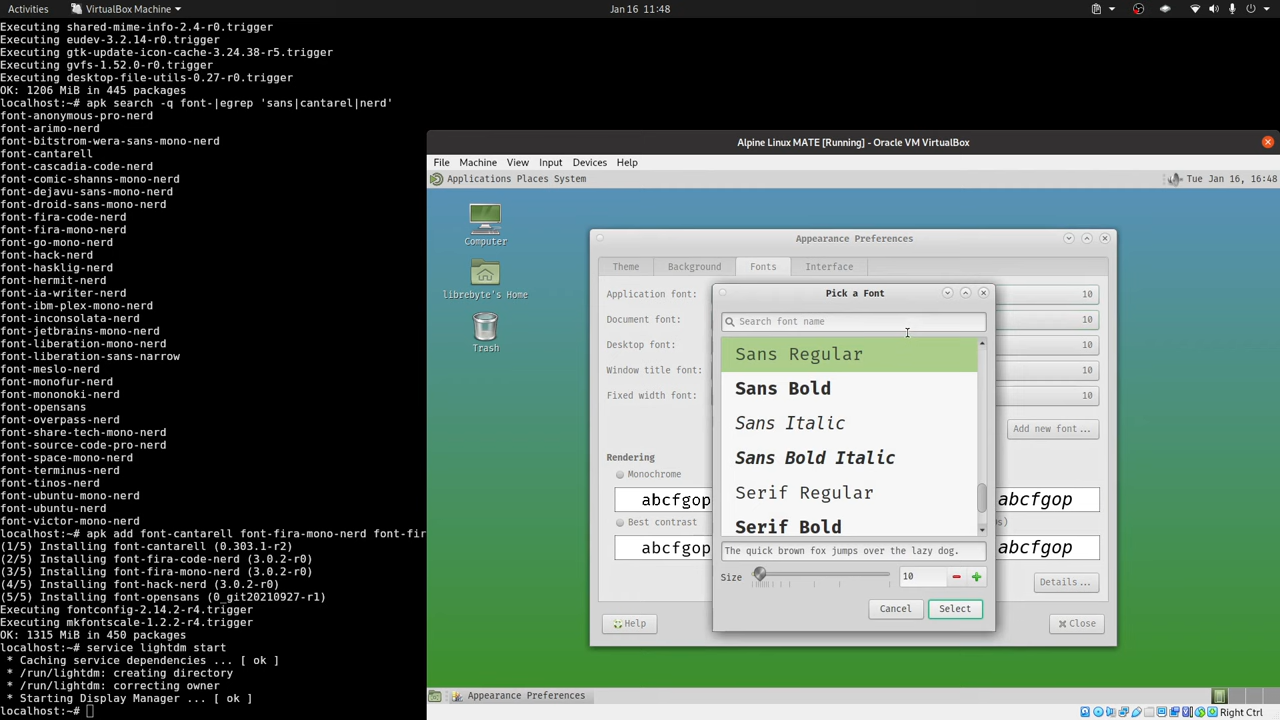 Activities
VirtualBox Machine
Jan 16 11:48
Executing shared-mime-info-2.4-r0.trigger
Executing eudev-3.2.14-r0.trigger
Executing gtk-update-icon-cache-3.24.38-r5.trigger
Executing gvfs-1.52.0-r0.trigger
Executing desktop-file-utils-0.27-r0.trigger
OK: 1206 MiB in 445 packages
localhost:~# apk search -q font-|egrep 'sans|cantarel|nerd'
font-anonymous-pro-nerd
font-arimo-nerd
font-bitstrom-wera-sans-mono-nerd
font-cantarell
font-cascadia-code-nerd
font-comic-shanns-mono-nerd
font-dejavu-sans-mono-nerd
font-droid-sans-mono-nerd
font-fira-code-nerd
font-fira-mono-nerd
font-go-mono-nerd
font-hack-nerd
font-hasklig-nerd
font-hermit-nerd
font-ia-writer-nerd
font-ibm-plex-mono-nerd
font-inconsolata-nerd
font-jetbrains-mono-nerd
font-liberation-mono-nerd
font-liberation-sans-narrow
font-meslo-nerd
font-monofur-nerd
font-mononoki-nerd
font-opensans
font-overpass-nerd
font-share-tech-mono-nerd
font-source-code-pro-nerd
font-space-mono-nerd
font-terminus-nerd
font-tinos-nerd
font-ubuntu-mono-nerd
font-ubuntu-nerd
font-victor-mono-nerd
localhost:~# apk add font-cantarell font-fira-mono-nerd font-fir
(1/5) Installing font-cantarell (0.303.1-r2)
(2/5) Installing font-fira-code-nerd (3.0.2-r0)
(3/5) Installing font-fira-mono-nerd (3.0.2-r0)
(4/5) Installing font-hack-nerd (3.0.2-r0)
(5/5) Installing font-opensans (0_git20210927-r1)
Executing fontconfig-2.14.2-r4.trigger
Executing mkfontscale-1.2.2-r4.trigger
OK: 1315 MiB in 450 packages
localhost:~# service lightdm start
* Caching service dependencies ... [ ok ]
* /run/lightdm: creating directory
* /run/lightdm: correcting owner
* Starting Display Manager ... [ ok ]
localhost:~#
Alpine Linux MATE [Running] - Oracle VM VirtualBox
File Machine View Input Devices Help
Applications Places System
Tue Jan 16, 16:48
Computer
librebyte's Home
Trash
Appearance Preferences
Theme Background Fonts Interface
Application font: 10
Document font: 10
Desktop font: 10
Window title font: 10
Fixed width font: 10
Add new font...
Rendering
Monochrome
abcfgop
abcfgop
Best contrast
abcfgop
abcfgop
Details...
Help
Close
Pick a Font
Search font name
Sans Regular
Sans Bold
Sans Italic
Sans Bold Italic
Serif Regular
Serif Bold
The quick brown fox jumps over the lazy dog.
Size 10
Cancel Select
Appearance Preferences
Right Ctrl